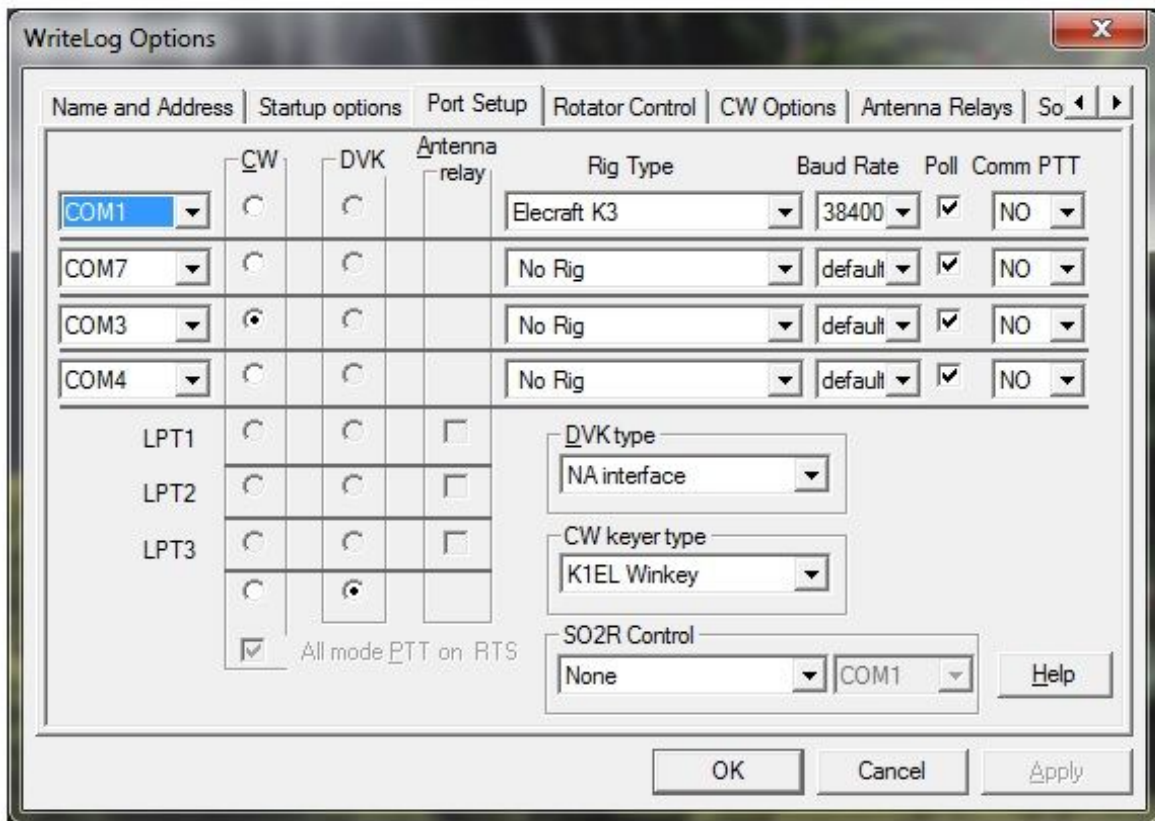 WriteLog Options
Name and Address Startup options Port Setup Rotator Control CW Options Antenna Relays So
CW DVK Antenna relay Rig Type Baud Rate Poll Comm PTT
COM1 Elecraft K3 38400 NO
COM7 No Rig default NO
COM3 No Rig default NO
COM4 No Rig default NO
LPT1
LPT2
LPT3
All mode PTT on RTS
DVK type
NA interface
CW keyer type
K1EL Winkey
SO2R Control
None COM1
Help
OK Cancel Apply